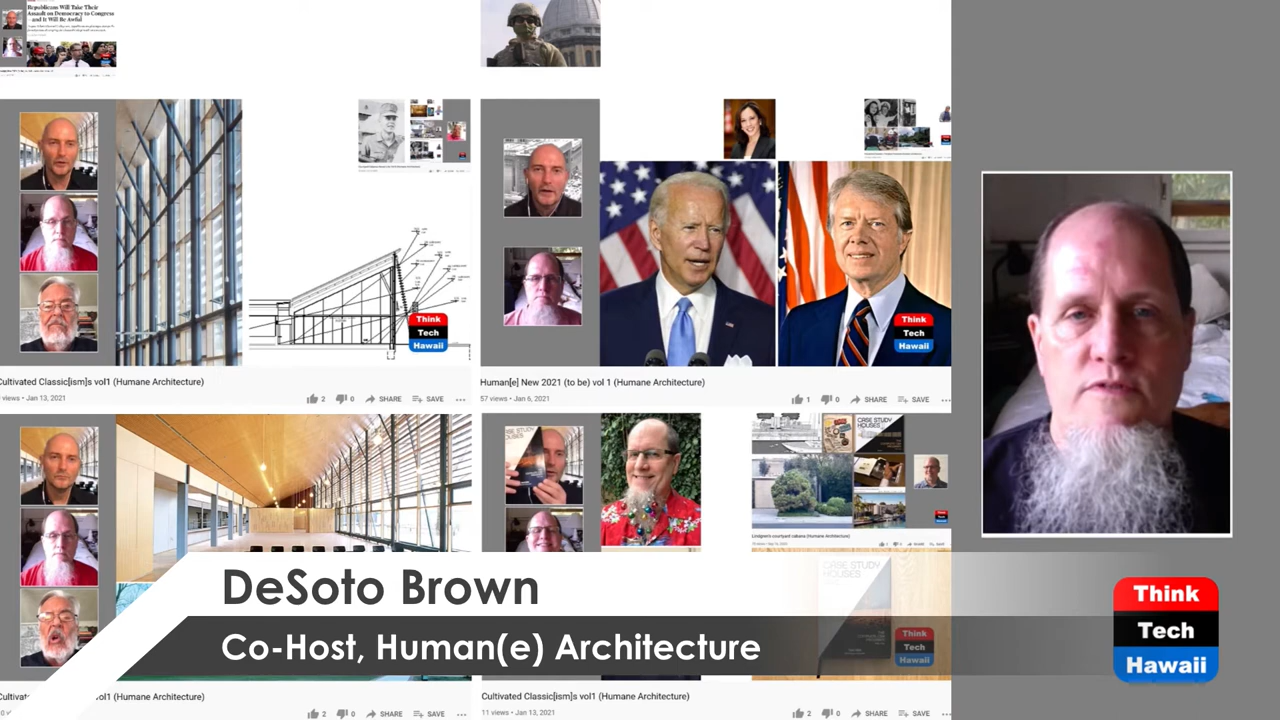 Republicans Will Take Their
Assault on Democracy to Congress
– and It Will Be Awful
Think
Tech
Hawaii
Cultivated Classic[ism]s vol1 (Humane Architecture)
views • Jan 13, 2021
2
0
SHARE
SAVE
Think
Tech
Hawaii
Human[e] New 2021 (to be) vol 1 (Humane Architecture)
57 views • Jan 6, 2021
1
0
SHARE
SAVE
CASE STUDY
HOUSES
Lindgren's courtyard cabana (Humane Architecture)
CASE STUDY
HOUSES
Think
Tech
Hawaii
DeSoto Brown
Co-Host, Human(e) Architecture
Think
Tech
Hawaii
vol1 (Humane Architecture)
2
0
SHARE
SAVE
Cultivated Classic[ism]s vol1 (Humane Architecture)
11 views • Jan 13, 2021
2
0
SHARE
SAVE